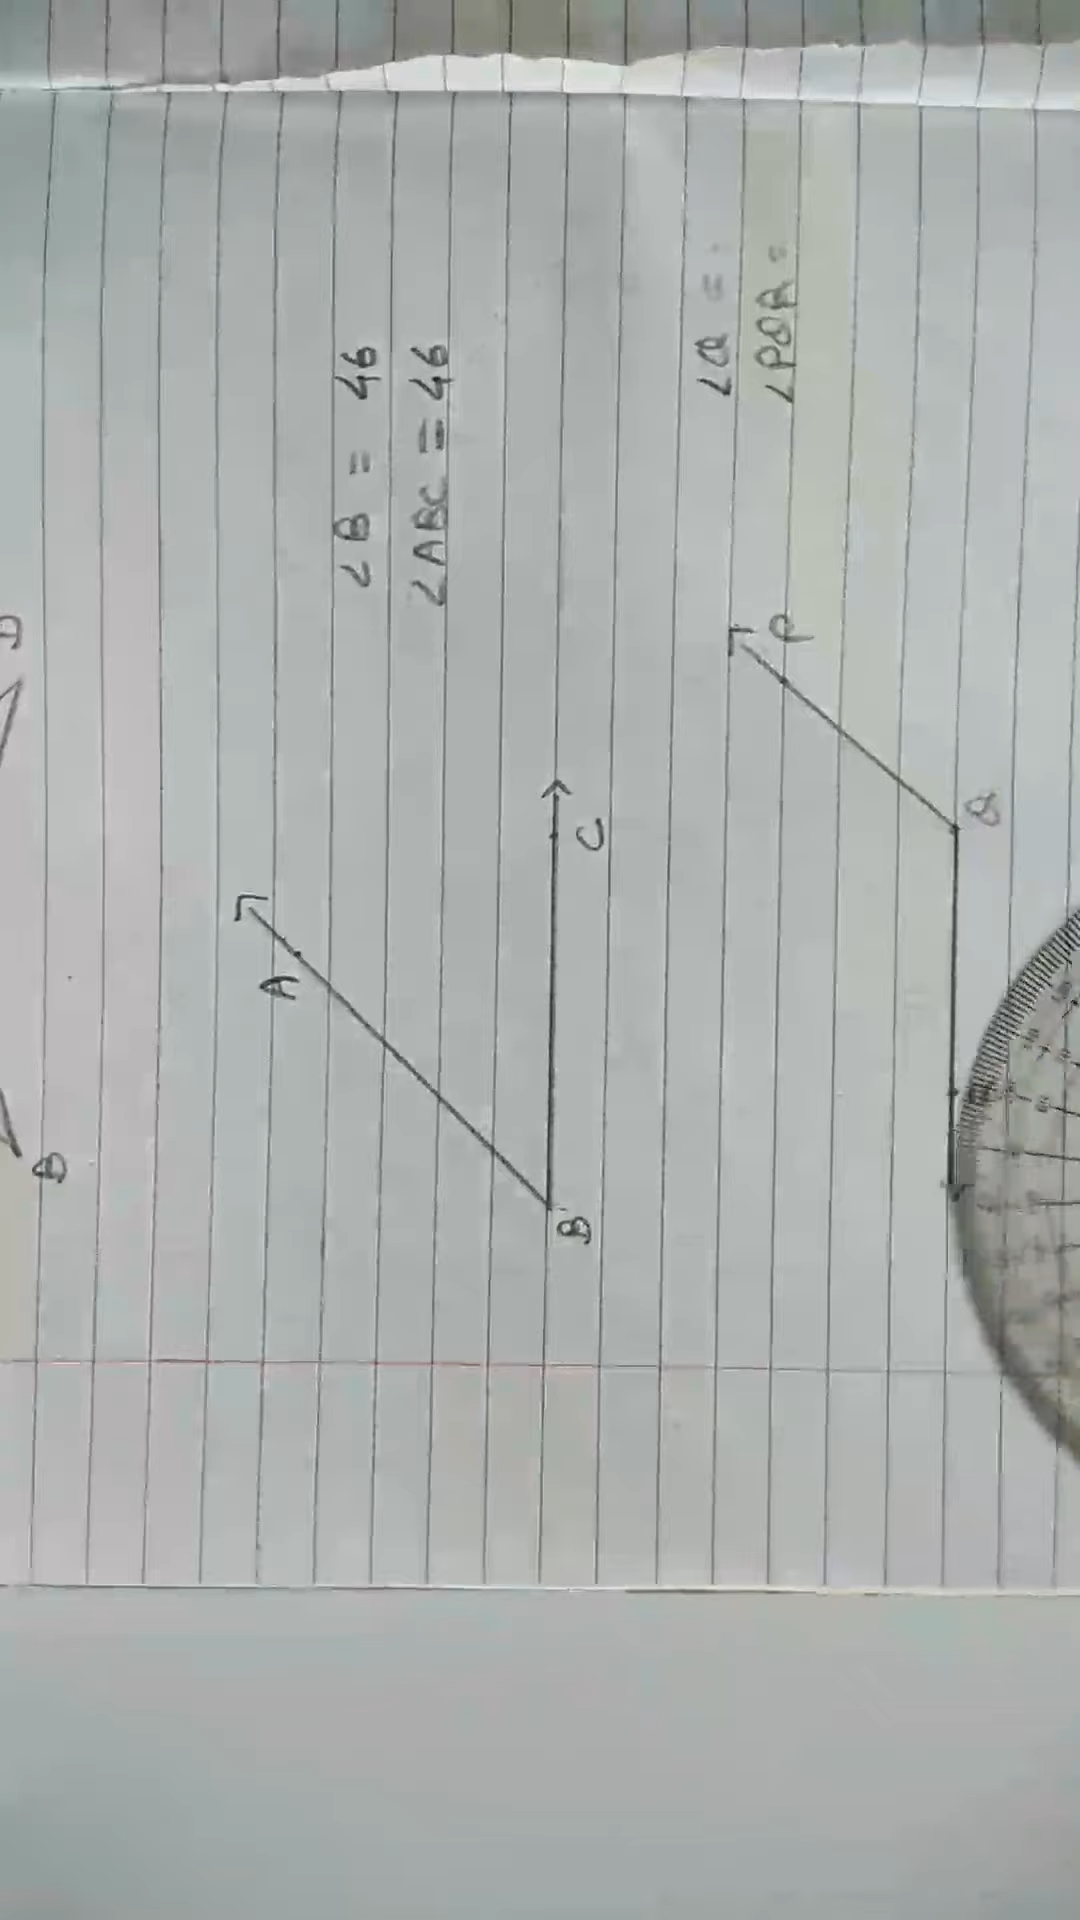 ∠B = 46
∠ABC = 46
A
B
C
∠Q =
∠PQR =
P
Q
D
B